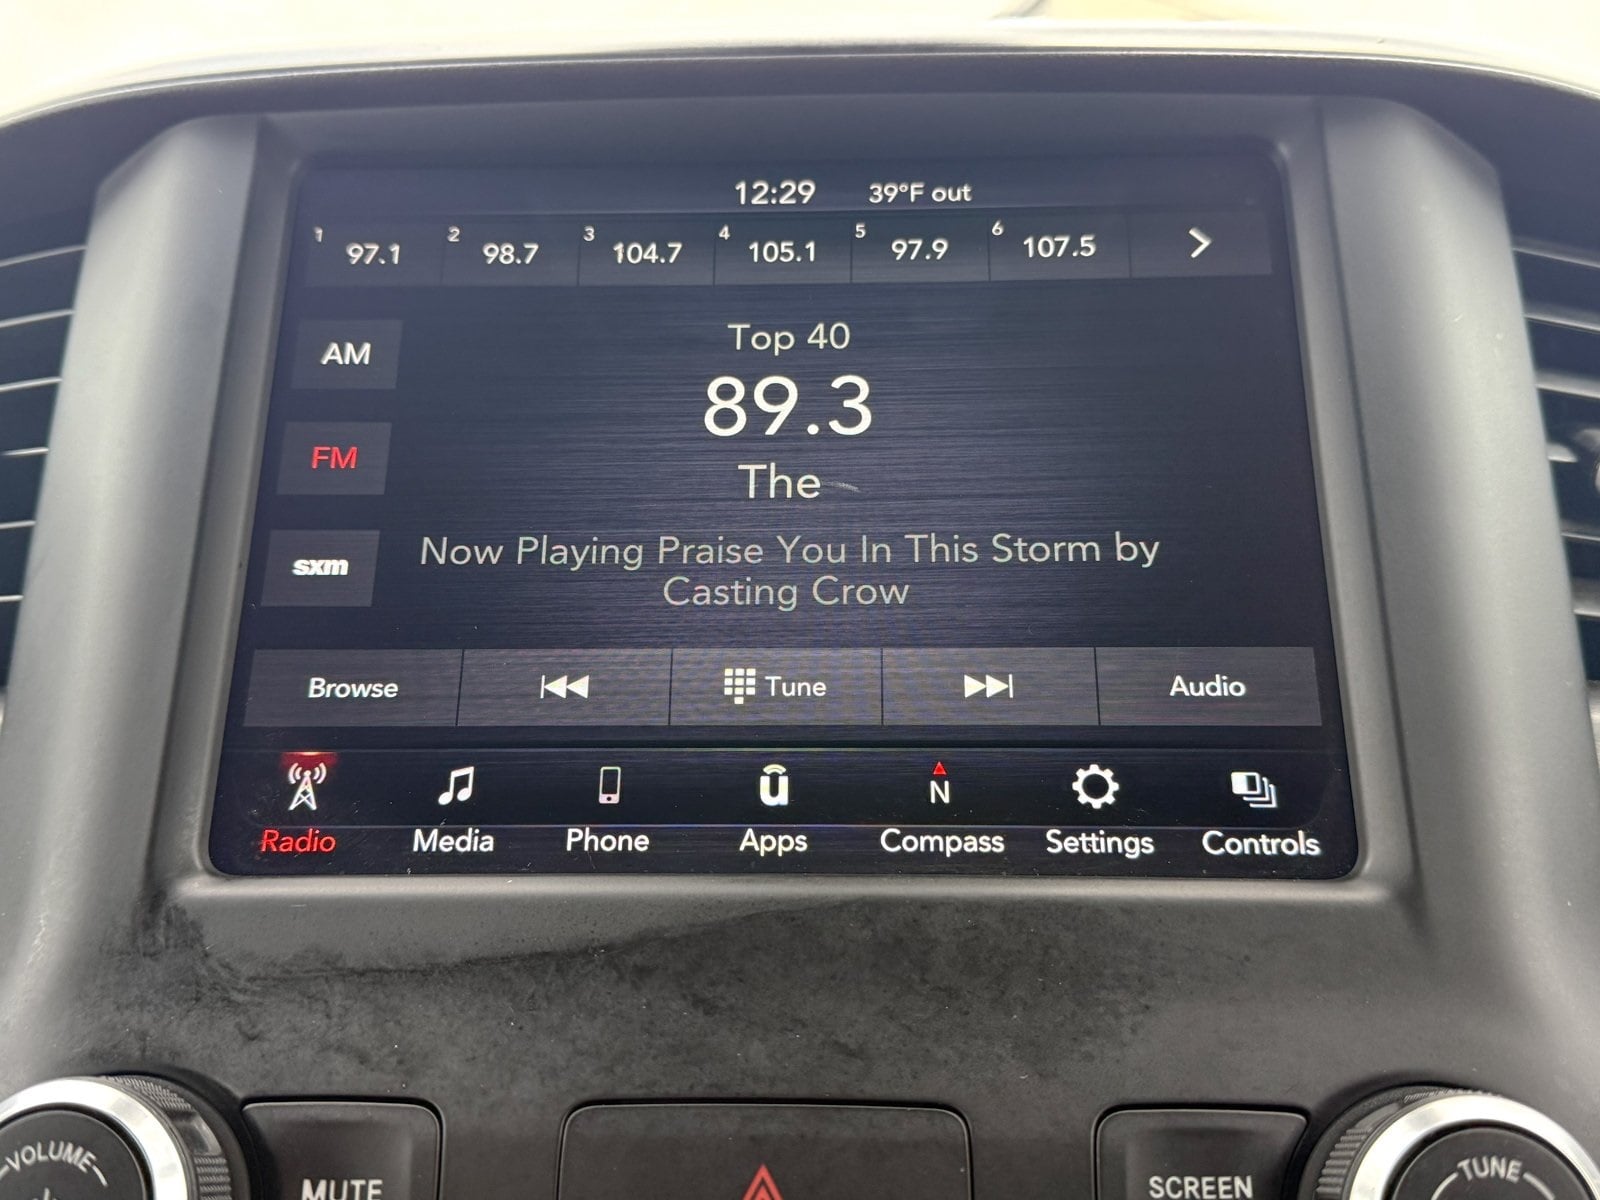 12:29 39°F out
1 97.1 2 98.7 3 104.7 4 105.1 5 97.9 6 107.5
Top 40
AM
89.3
FM
The
Now Playing Praise You In This Storm by
Casting Crow
sxm
Browse Tune Audio
N
Radio Media Phone Apps Compass Settings Controls
VOLUME MUTE SCREEN TUNE